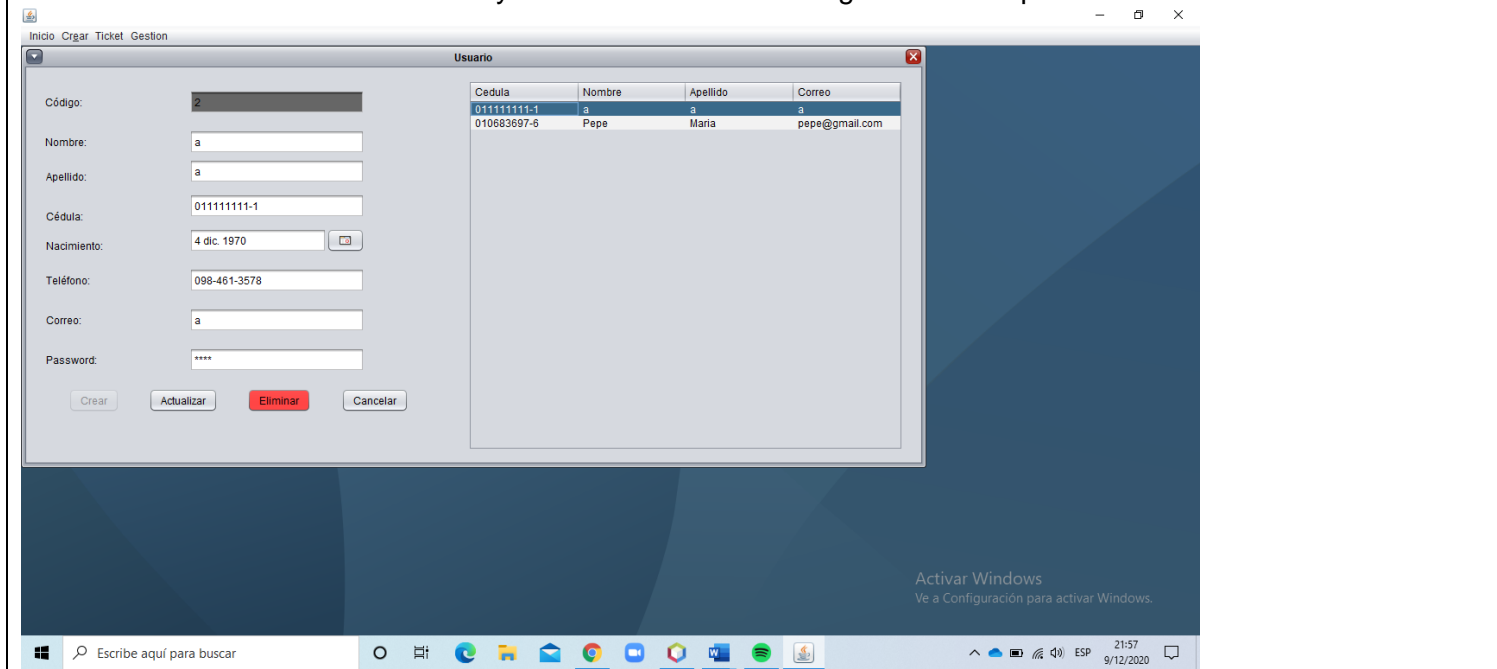 Inicio Crear Ticket Gestion
Usuario
Código: 2
Nombre: a
Apellido: a
Cédula: 011111111-1
Nacimiento: 4 dic. 1970
Teléfono: 098-461-3578
Correo: a
Password: ****
Crear Actualizar Eliminar Cancelar
Cedula Nombre Apellido Correo
011111111-1 a a a
010683697-6 Pepe Maria pepe@gmail.com
Activar Windows
Ve a Configuración para activar Windows.
Escribe aquí para buscar
ESP
21:57
9/12/2020